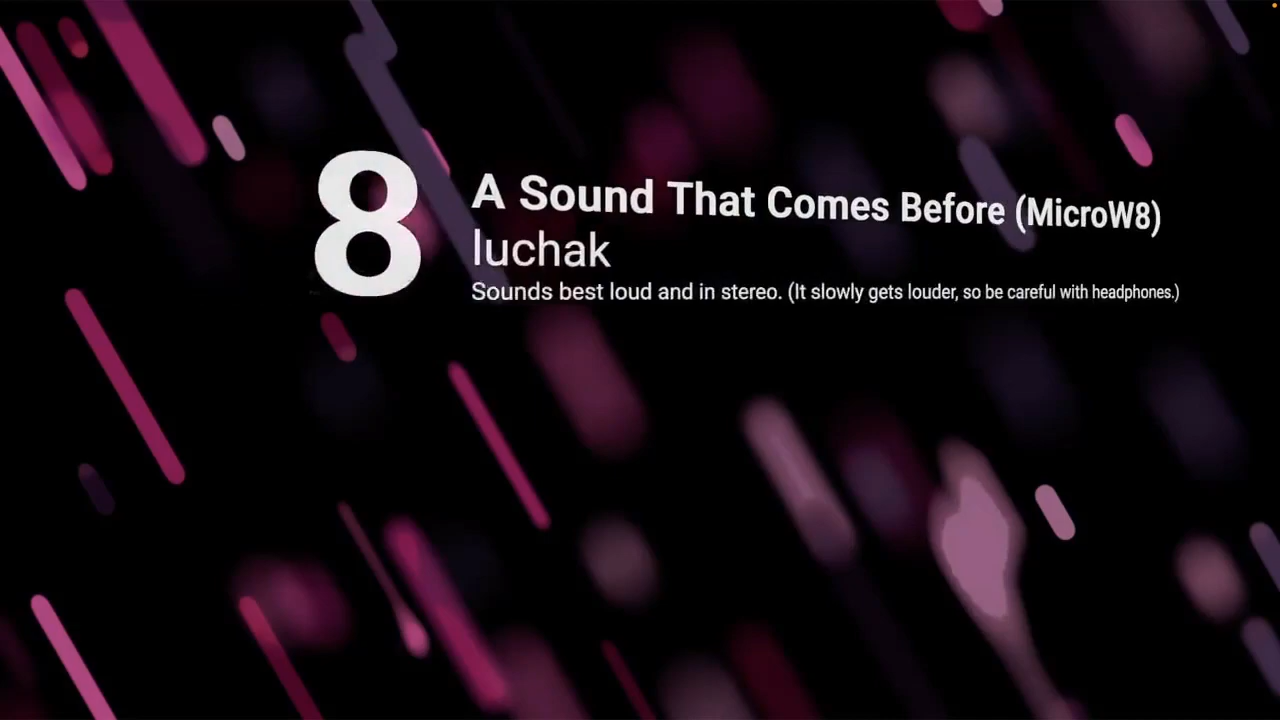 8
A Sound That Comes Before (MicroW8)
luchak
Sounds best loud and in stereo. (It slowly gets louder, so be careful with headphones.)